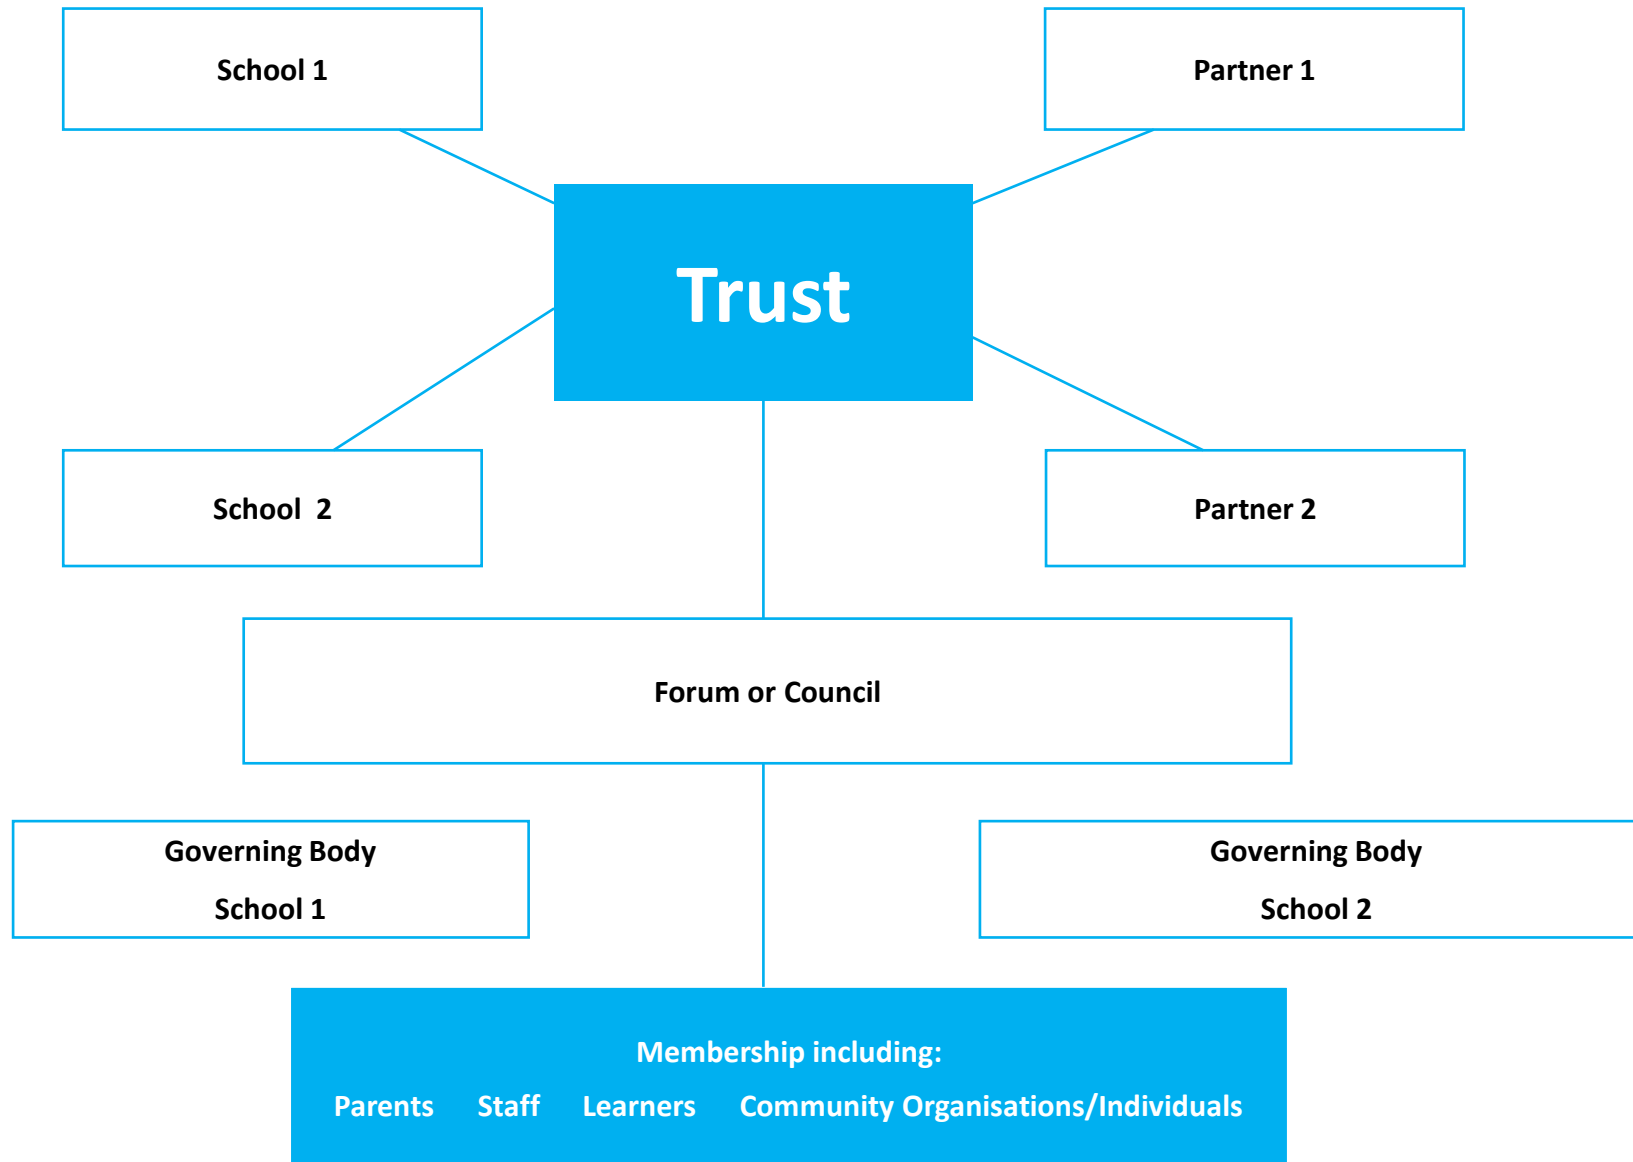 School 1
Partner 1
Trust
School  2
Partner 2
Forum or Council
Governing Body
School 1
Governing Body
School 2
Membership including:
Parents Staff Learners Community Organisations/Individuals